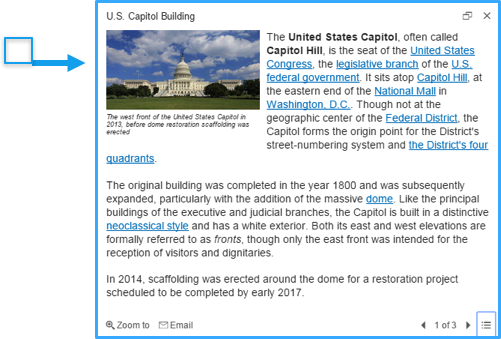 U.S. Capitol Building
The United States Capitol, often called
Capitol Hill, is the seat of the United States
Congress, the legislative branch of the U.S.
federal government. It sits atop Capitol Hill, at
the eastern end of the National Mall in
Washington, D.C.. Though not at the
geographic center of the Federal District, the
Capitol forms the origin point for the District's
street-numbering system and the District's four
quadrants.
The west front of the United States Capitol in
2013, before dome restoration scaffolding was
erected
The original building was completed in the year 1800 and was subsequently
expanded, particularly with the addition of the massive dome. Like the principal
buildings of the executive and judicial branches, the Capitol is built in a distinctive
neoclassical style and has a white exterior. Both its east and west elevations are
formally referred to as fronts, though only the east front was intended for the
reception of visitors and dignitaries.
In 2014, scaffolding was erected around the dome for a restoration project
scheduled to be completed by early 2017.
Zoom to Email 1 of 3